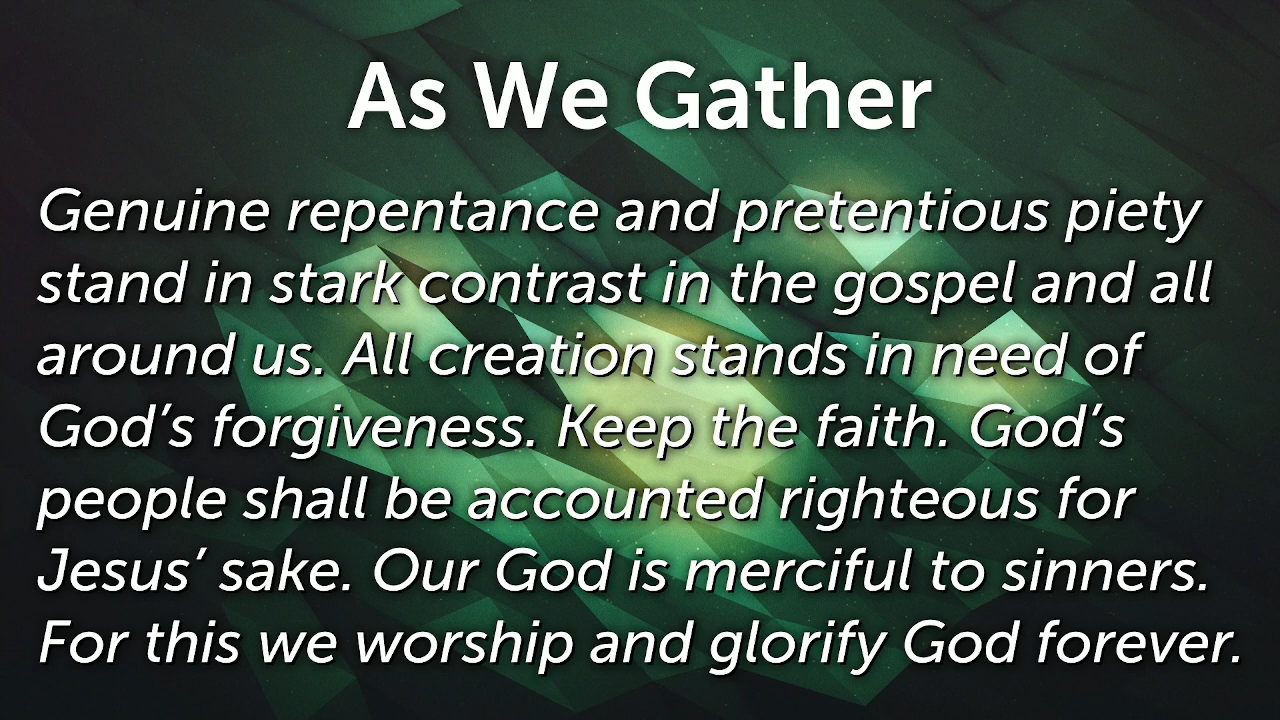 As We Gather
Genuine repentance and pretentious piety
stand in stark contrast in the gospel and all
around us. All creation stands in need of
God’s forgiveness. Keep the faith. God’s
people shall be accounted righteous for
Jesus’ sake. Our God is merciful to sinners.
For this we worship and glorify God forever.